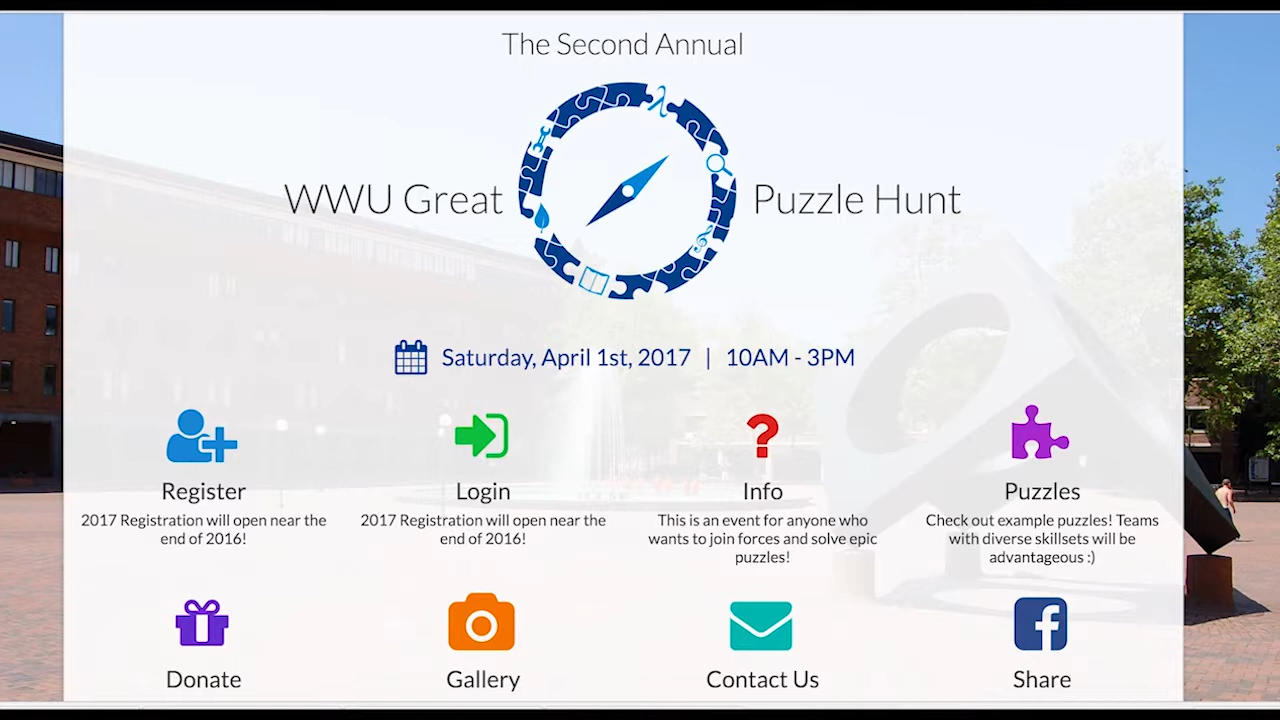 The Second Annual
WWU Great Puzzle Hunt
Saturday, April 1st, 2017 | 10AM - 3PM
Register
2017 Registration will open near the
end of 2016!
Login
2017 Registration will open near the
end of 2016!
Info
This is an event for anyone who
wants to join forces and solve epic
puzzles!
Puzzles
Check out example puzzles! Teams
with diverse skillsets will be
advantageous :)
Donate
Gallery
Contact Us
Share